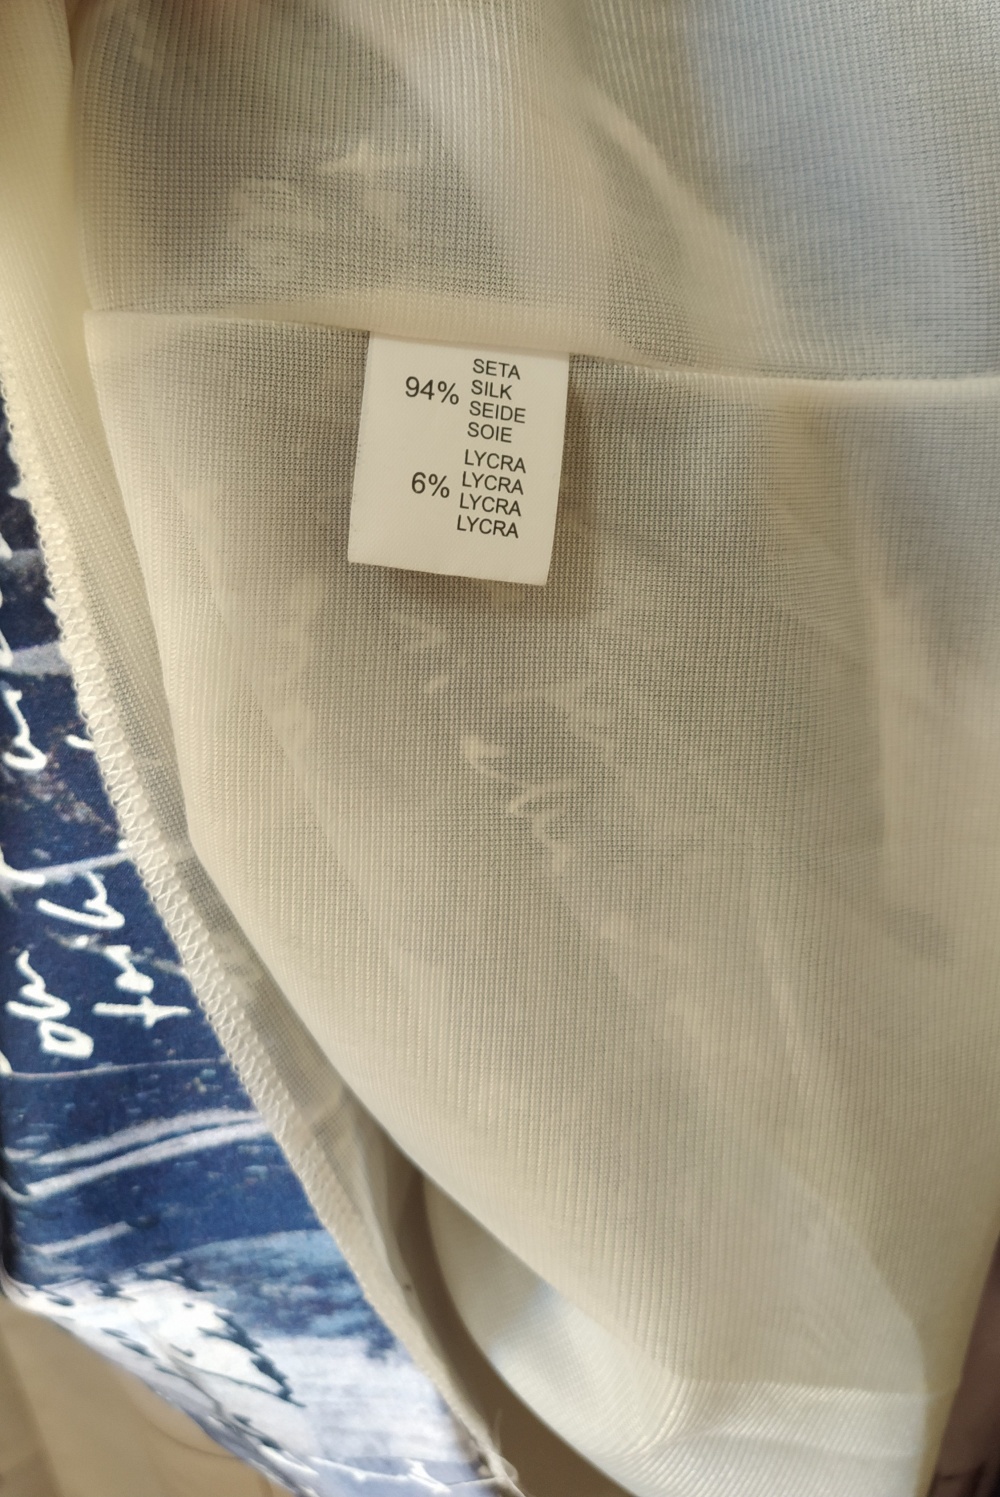 94%
SETA
SILK
SEIDE
SOIE
6%
LYCRA
LYCRA
LYCRA
LYCRA